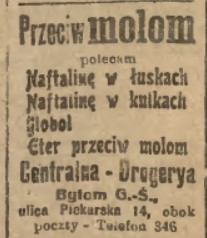 Przeciw molom
polecam
Naftalinę w łuskach
Naftalinę w kulkach
Globol
Eter przeciw molom
Centralna - Drogerya
Bytom G.-Ś.,
ulica Piekarska 14, obok
poczty - Telefon 346